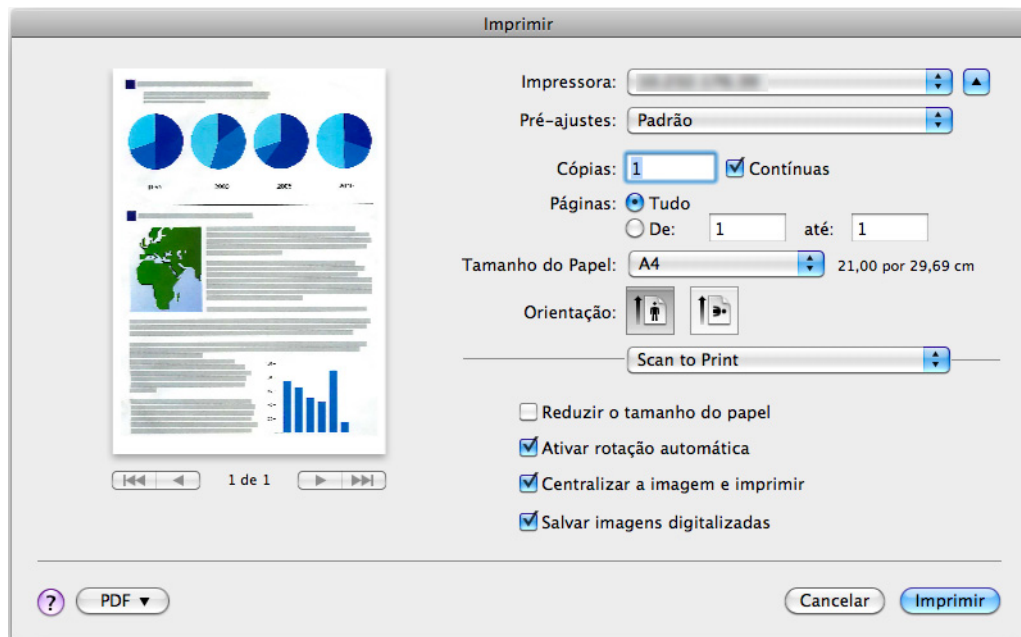 Imprimir
Impressora:
Pré-ajustes: Padrão
Cópias: 1 Contínuas
Páginas: Tudo
De: 1 até: 1
Tamanho do Papel: A4 21,00 por 29,69 cm
Orientação:
Scan to Print
Reduzir o tamanho do papel
Ativar rotação automática
Centralizar a imagem e imprimir
Salvar imagens digitalizadas
2002 2005
1 de 1
? PDF Cancelar Imprimir